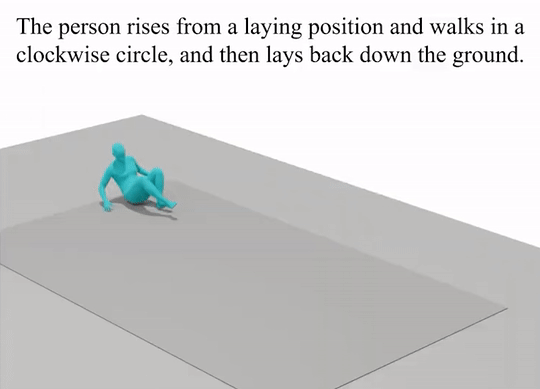 The person rises from a laying position and walks in a
clockwise circle, and then lays back down the ground.